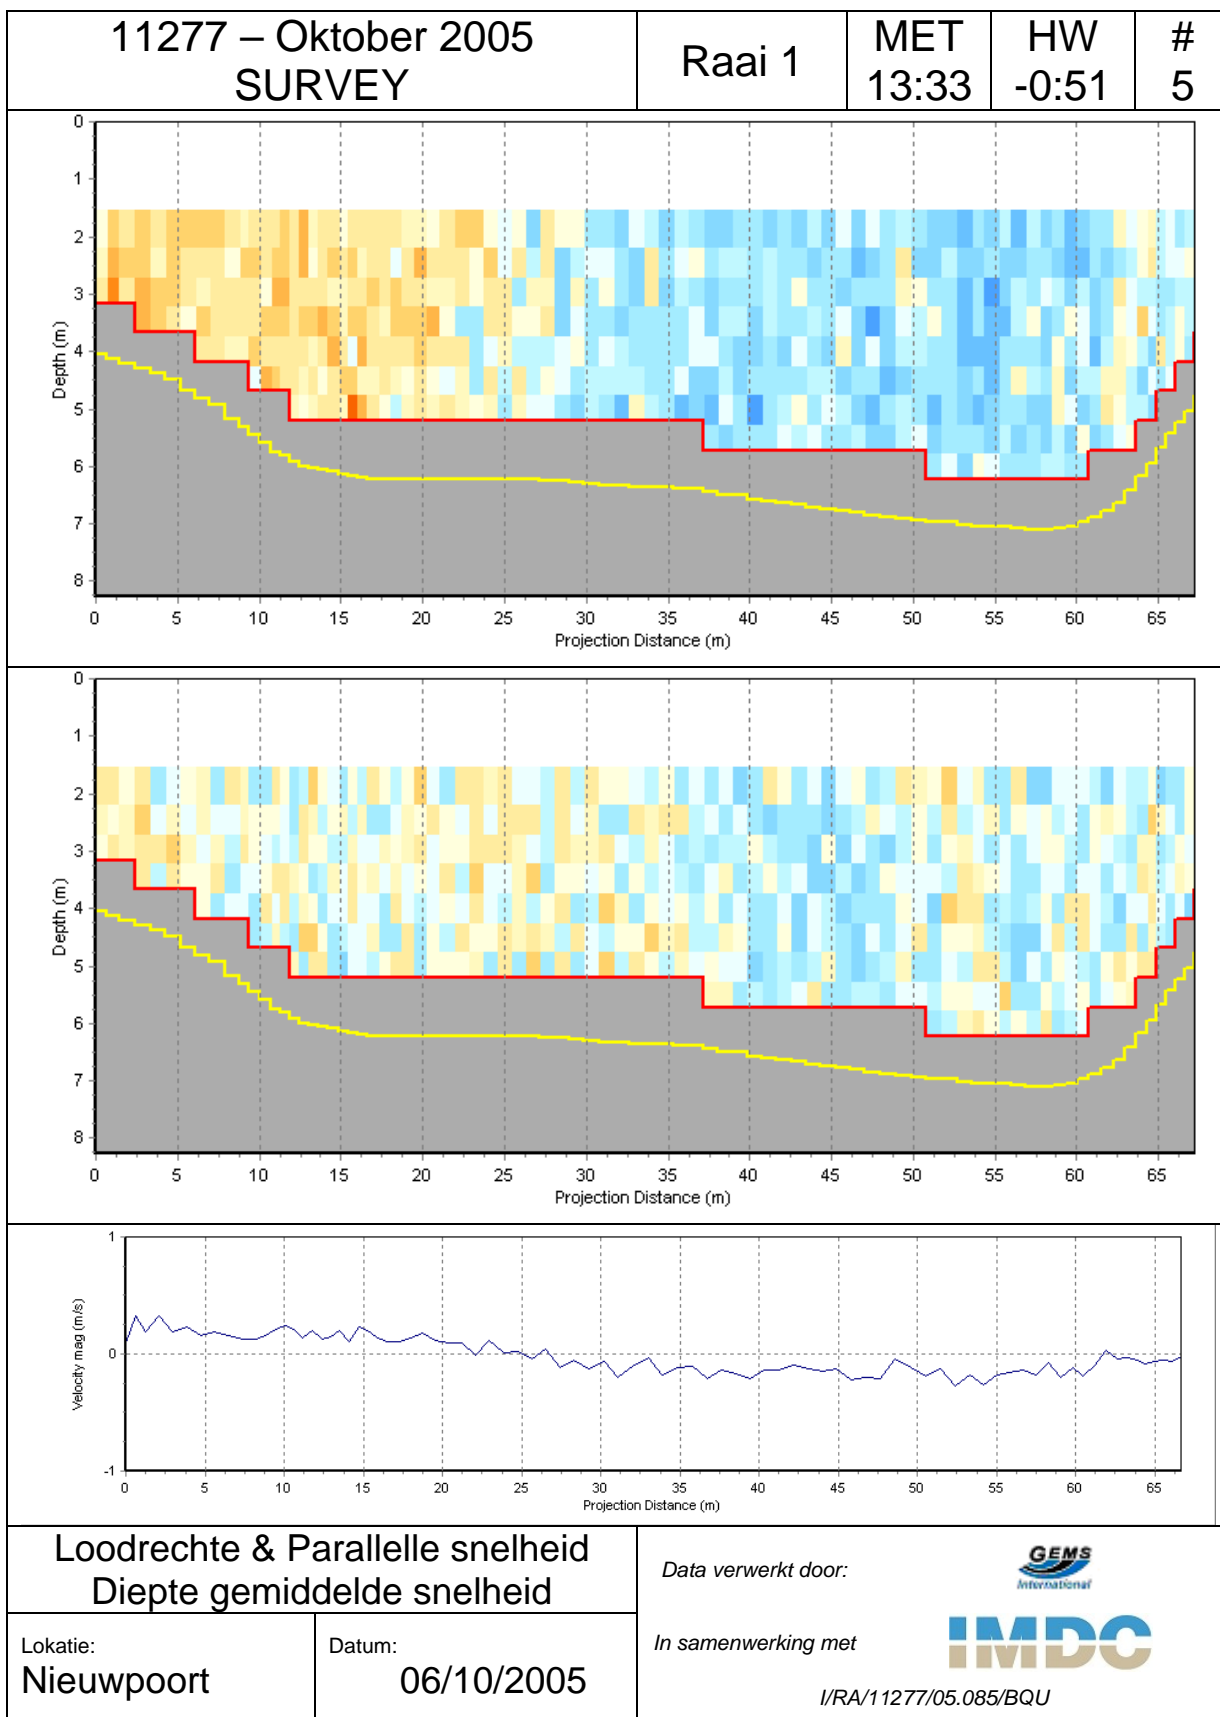 11277 – Oktober 2005
SURVEY
Raai 1
MET
13:33
HW
-0:51
#
5
0
1
2
3
4
5
6
7
8
Depth (m)
0 5 10 15 20 25 30 35 40 45 50 55 60 65
Projection Distance (m)
0
1
2
3
4
5
6
7
8
Depth (m)
0 5 10 15 20 25 30 35 40 45 50 55 60 65
Projection Distance (m)
1
0
-1
Velocity mag (m/s)
0 5 10 15 20 25 30 35 40 45 50 55 60 65
Projection Distance (m)
Loodrechte & Parallelle snelheid
Diepte gemiddelde snelheid
Data verwerkt door:
GEMS
International
Lokatie:
Nieuwpoort
Datum:
06/10/2005
In samenwerking met
IMDC
I/RA/11277/05.085/BQU